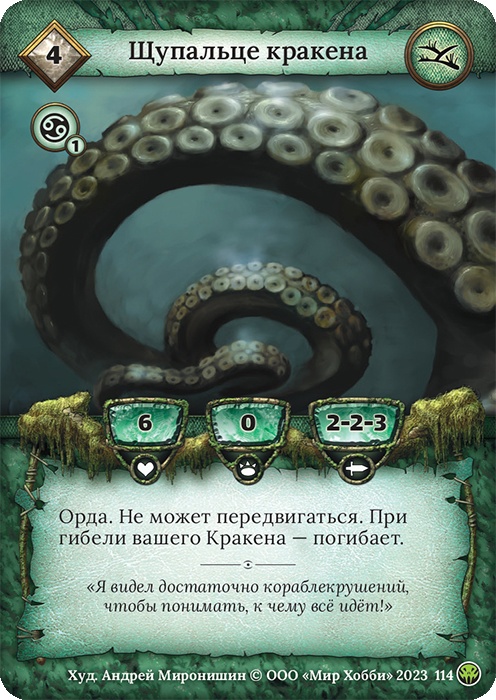 4
Щупальце кракена
1
6
0
2-2-3
Орда. Не может передвигаться. При
гибели вашего Кракена — погибает.
«Я видел достаточно кораблекрушений,
чтобы понимать, к чему всё идёт!»
Худ. Андрей Миронишин © ООО «Мир Хобби» 2023 114